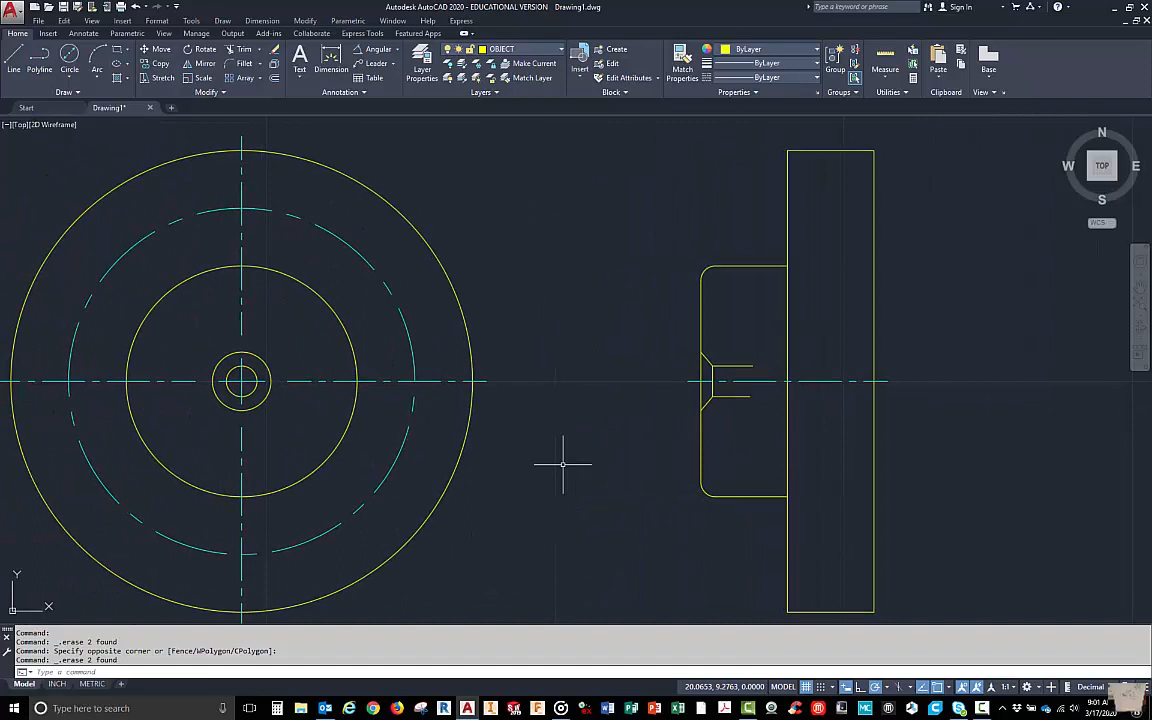 Autodesk AutoCAD 2020 - EDUCATIONAL VERSION Drawing1.dwg
Type a keyword or phrase
Sign In
File Edit View Insert Format Tools Draw Dimension Modify Parametric Window Help Express
Home Insert Annotate Parametric View Manage Output Add-ins Collaborate Express Tools Featured Apps
Line Polyline Circle Arc
Move Rotate Trim
Copy Mirror Fillet
Stretch Scale Array
Text Dimension
Angular
Leader
Table
Layer Properties
OBJECT
Make Current
Match Layer
Insert
Create
Edit
Edit Attributes
Match Properties
ByLayer
ByLayer
ByLayer
Group
Measure
Paste
Base
Draw Modify Annotation Layers Block Properties Groups Utilities Clipboard View
Start Drawing1*
[−][Top][2D Wireframe]
N
W TOP E
S
WCS
Y
X
Command:
Command: _.erase 2 found
Command: Specify opposite corner or [Fence/WPolygon/CPolygon]:
Command: _.erase 2 found
Type a command
Model INCH METRIC
20.0653, 9.2763, 0.0000 MODEL
1:1
Decimal
Type here to search
9:01 AM
3/17/2020